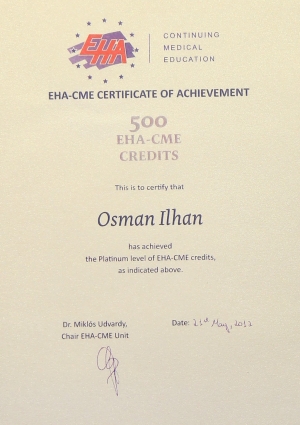 EHA
CONTINUING
MEDICAL
EDUCATION
EHA-CME CERTIFICATE OF ACHIEVEMENT
500
EHA-CME
CREDITS
This is to certify that
Osman Ilhan
has achieved
the Platinum level of EHA-CME credits,
as indicated above.
Dr. Miklós Udvardy,
Chair EHA-CME Unit
Date: 21st May, 2012